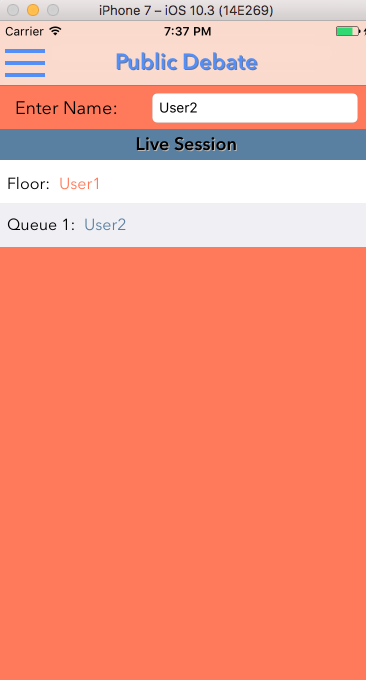 iPhone 7 – iOS 10.3 (14E269)
Carrier 7:37 PM
Public Debate
Enter Name: User2
Live Session
Floor: User1
Queue 1: User2